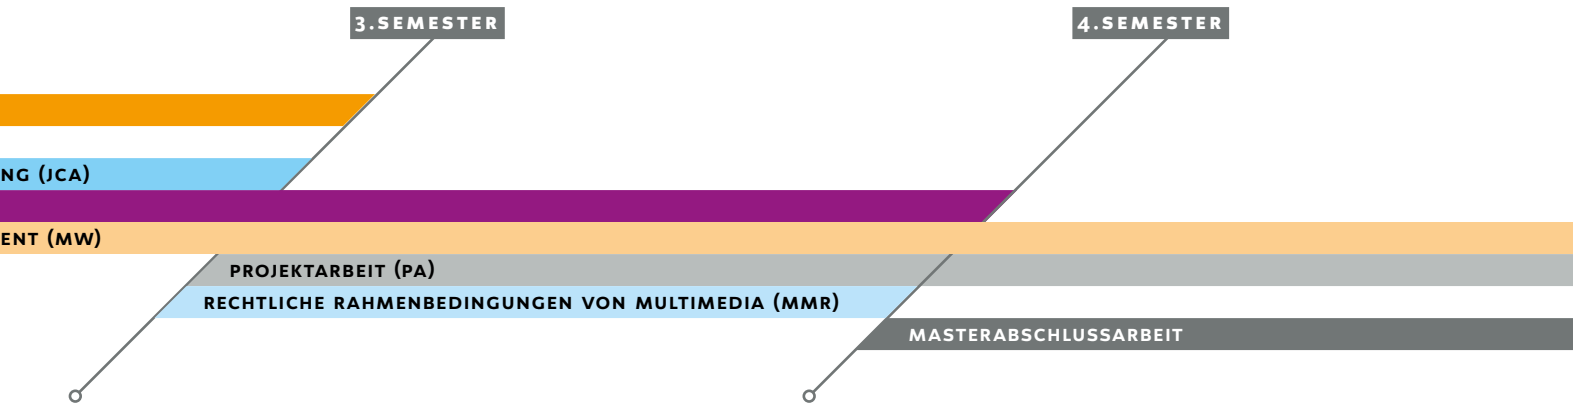 3.SEMESTER
4.SEMESTER
NG (JCA)
ENT (MW)
PROJEKTARBEIT (PA)
RECHTLICHE RAHMENBEDINGUNGEN VON MULTIMEDIA (MMR)
MASTERABSCHLUSSARBEIT